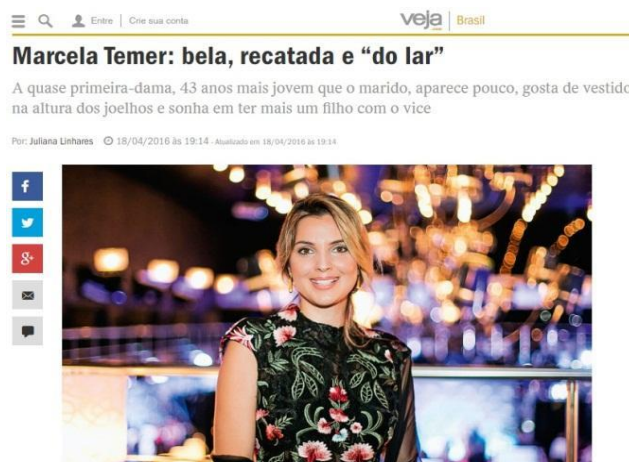 Entre | Crie sua conta
veja | Brasil
Marcela Temer: bela, recatada e “do lar”
A quase primeira-dama, 43 anos mais jovem que o marido, aparece pouco, gosta de vestido
na altura dos joelhos e sonha em ter mais um filho com o vice
Por: Juliana Linhares 18/04/2016 às 19:14 - Atualizado em 18/04/2016 às 19:14
f
8+